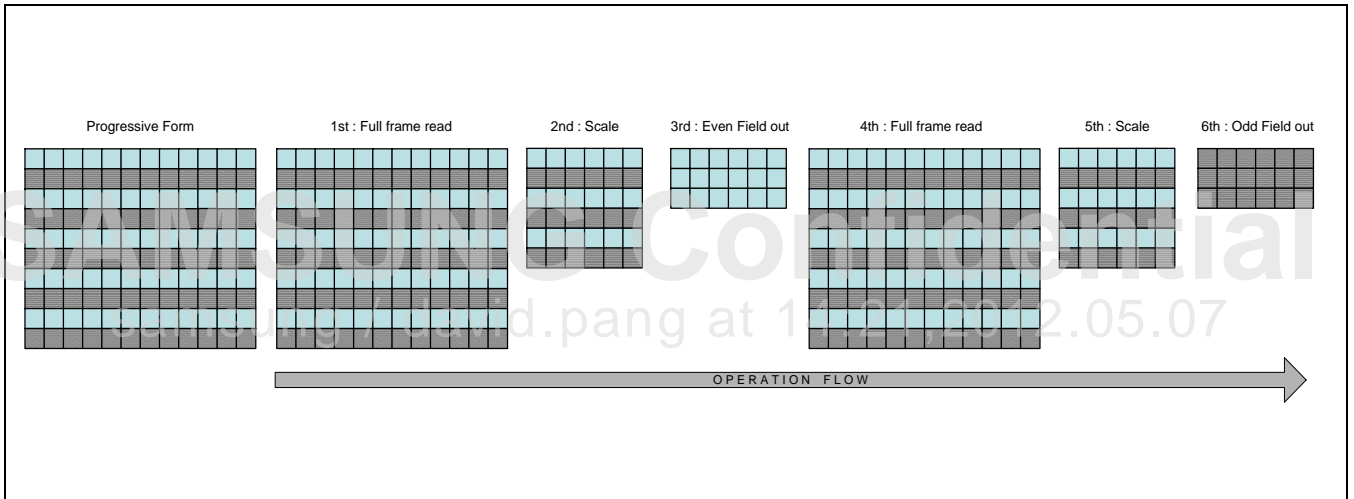 Progressive Form
1st : Full frame read
2nd : Scale
3rd : Even Field out
4th : Full frame read
5th : Scale
6th : Odd Field out
SAMSUNG Confidential
samsung / david.pang at 14:21,2012.05.07
OPERATION FLOW